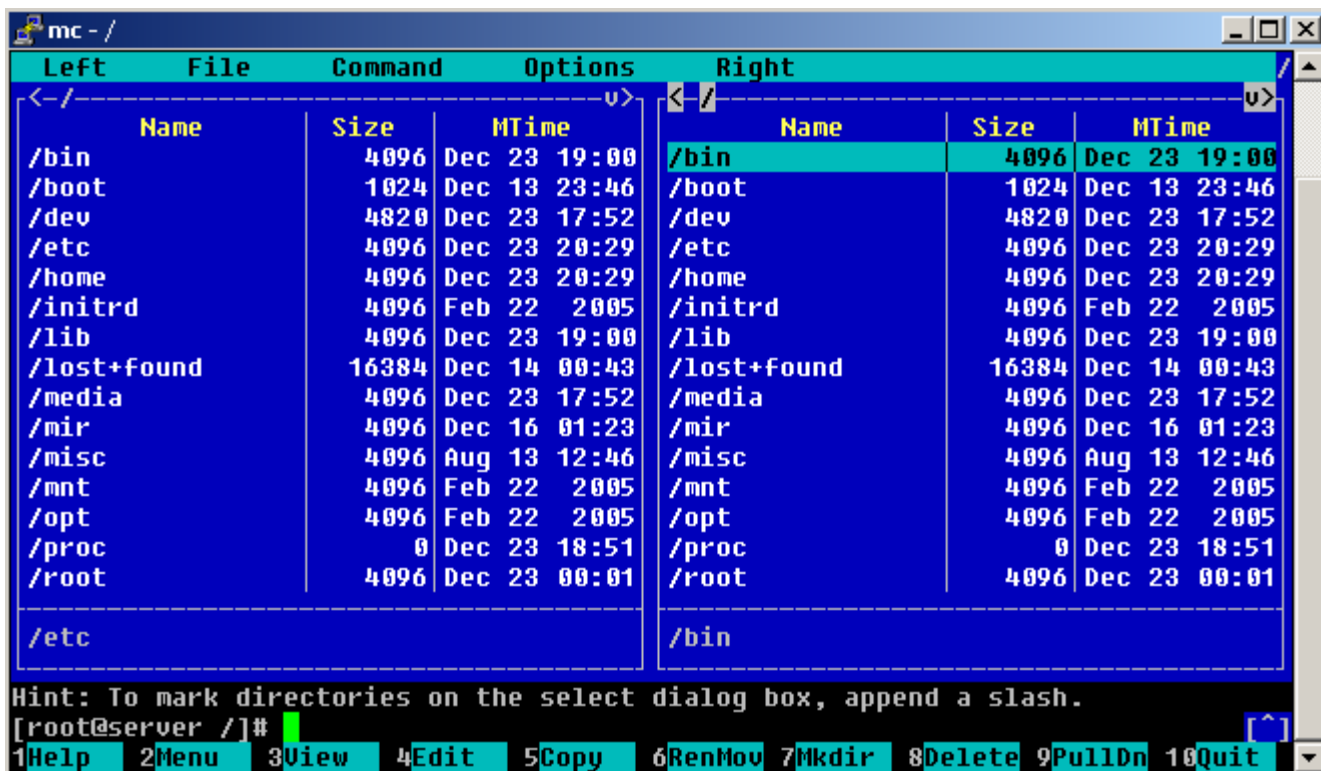 mc - /
Left File Command Options Right /
<-/ v> <-/ v>
Name Size MTime Name Size MTime
/bin 4096 Dec 23 19:00 /bin 4096 Dec 23 19:00
/boot 1024 Dec 13 23:46 /boot 1024 Dec 13 23:46
/dev 4820 Dec 23 17:52 /dev 4820 Dec 23 17:52
/etc 4096 Dec 23 20:29 /etc 4096 Dec 23 20:29
/home 4096 Dec 23 20:29 /home 4096 Dec 23 20:29
/initrd 4096 Feb 22 2005 /initrd 4096 Feb 22 2005
/lib 4096 Dec 23 19:00 /lib 4096 Dec 23 19:00
/lost+found 16384 Dec 14 00:43 /lost+found 16384 Dec 14 00:43
/media 4096 Dec 23 17:52 /media 4096 Dec 23 17:52
/mir 4096 Dec 16 01:23 /mir 4096 Dec 16 01:23
/misc 4096 Aug 13 12:46 /misc 4096 Aug 13 12:46
/mnt 4096 Feb 22 2005 /mnt 4096 Feb 22 2005
/opt 4096 Feb 22 2005 /opt 4096 Feb 22 2005
/proc 0 Dec 23 18:51 /proc 0 Dec 23 18:51
/root 4096 Dec 23 00:01 /root 4096 Dec 23 00:01
/etc /bin
Hint: To mark directories on the select dialog box, append a slash.
[root@server /]# [^]
1Help 2Menu 3View 4Edit 5Copy 6RenMov 7Mkdir 8Delete 9PullDn 10Quit